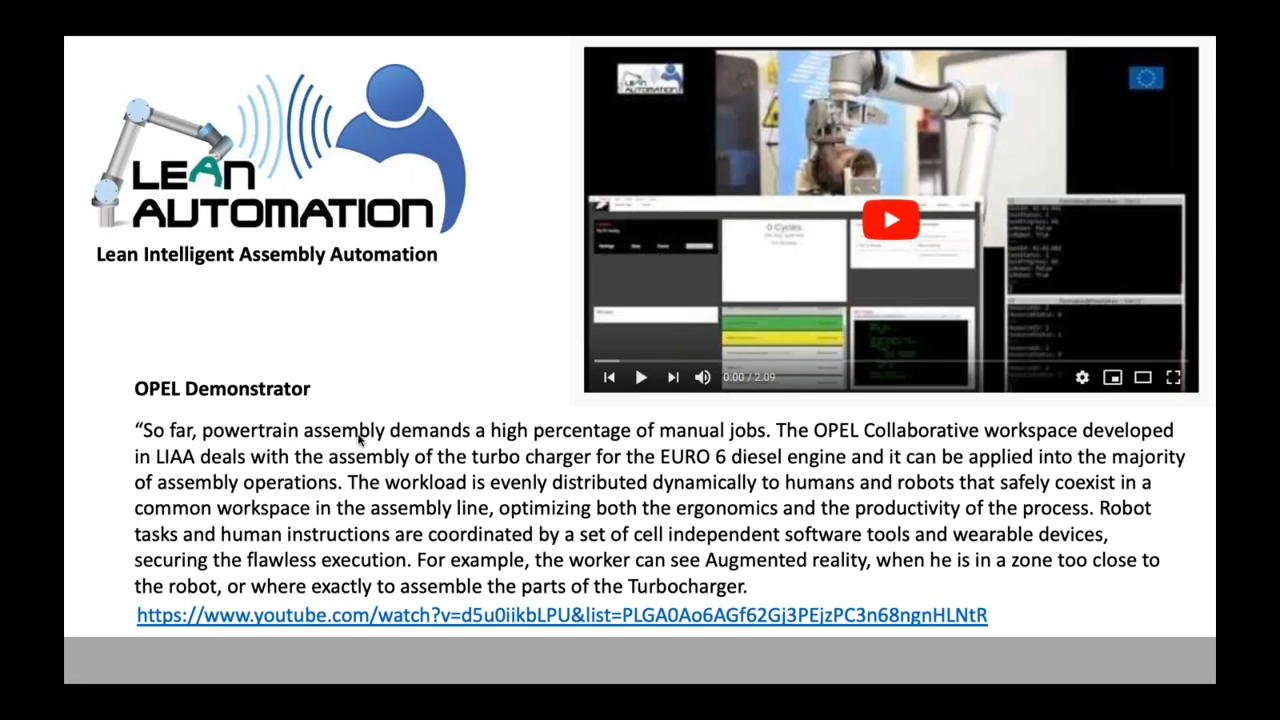 LEAN
AUTOMATION
Lean Intelligent Assembly Automation
LEAN
AUTOMATION
0 Cycles
0:00 / 2.09
OPEL Demonstrator
“So far, powertrain assembly demands a high percentage of manual jobs. The OPEL Collaborative workspace developed
in LIAA deals with the assembly of the turbo charger for the EURO 6 diesel engine and it can be applied into the majority
of assembly operations. The workload is evenly distributed dynamically to humans and robots that safely coexist in a
common workspace in the assembly line, optimizing both the ergonomics and the productivity of the process. Robot
tasks and human instructions are coordinated by a set of cell independent software tools and wearable devices,
securing the flawless execution. For example, the worker can see Augmented reality, when he is in a zone too close to
the robot, or where exactly to assemble the parts of the Turbocharger.
https://www.youtube.com/watch?v=d5u0iikbLPU&list=PLGA0Ao6AGf62Gj3PEjzPC3n68ngnHLNtR